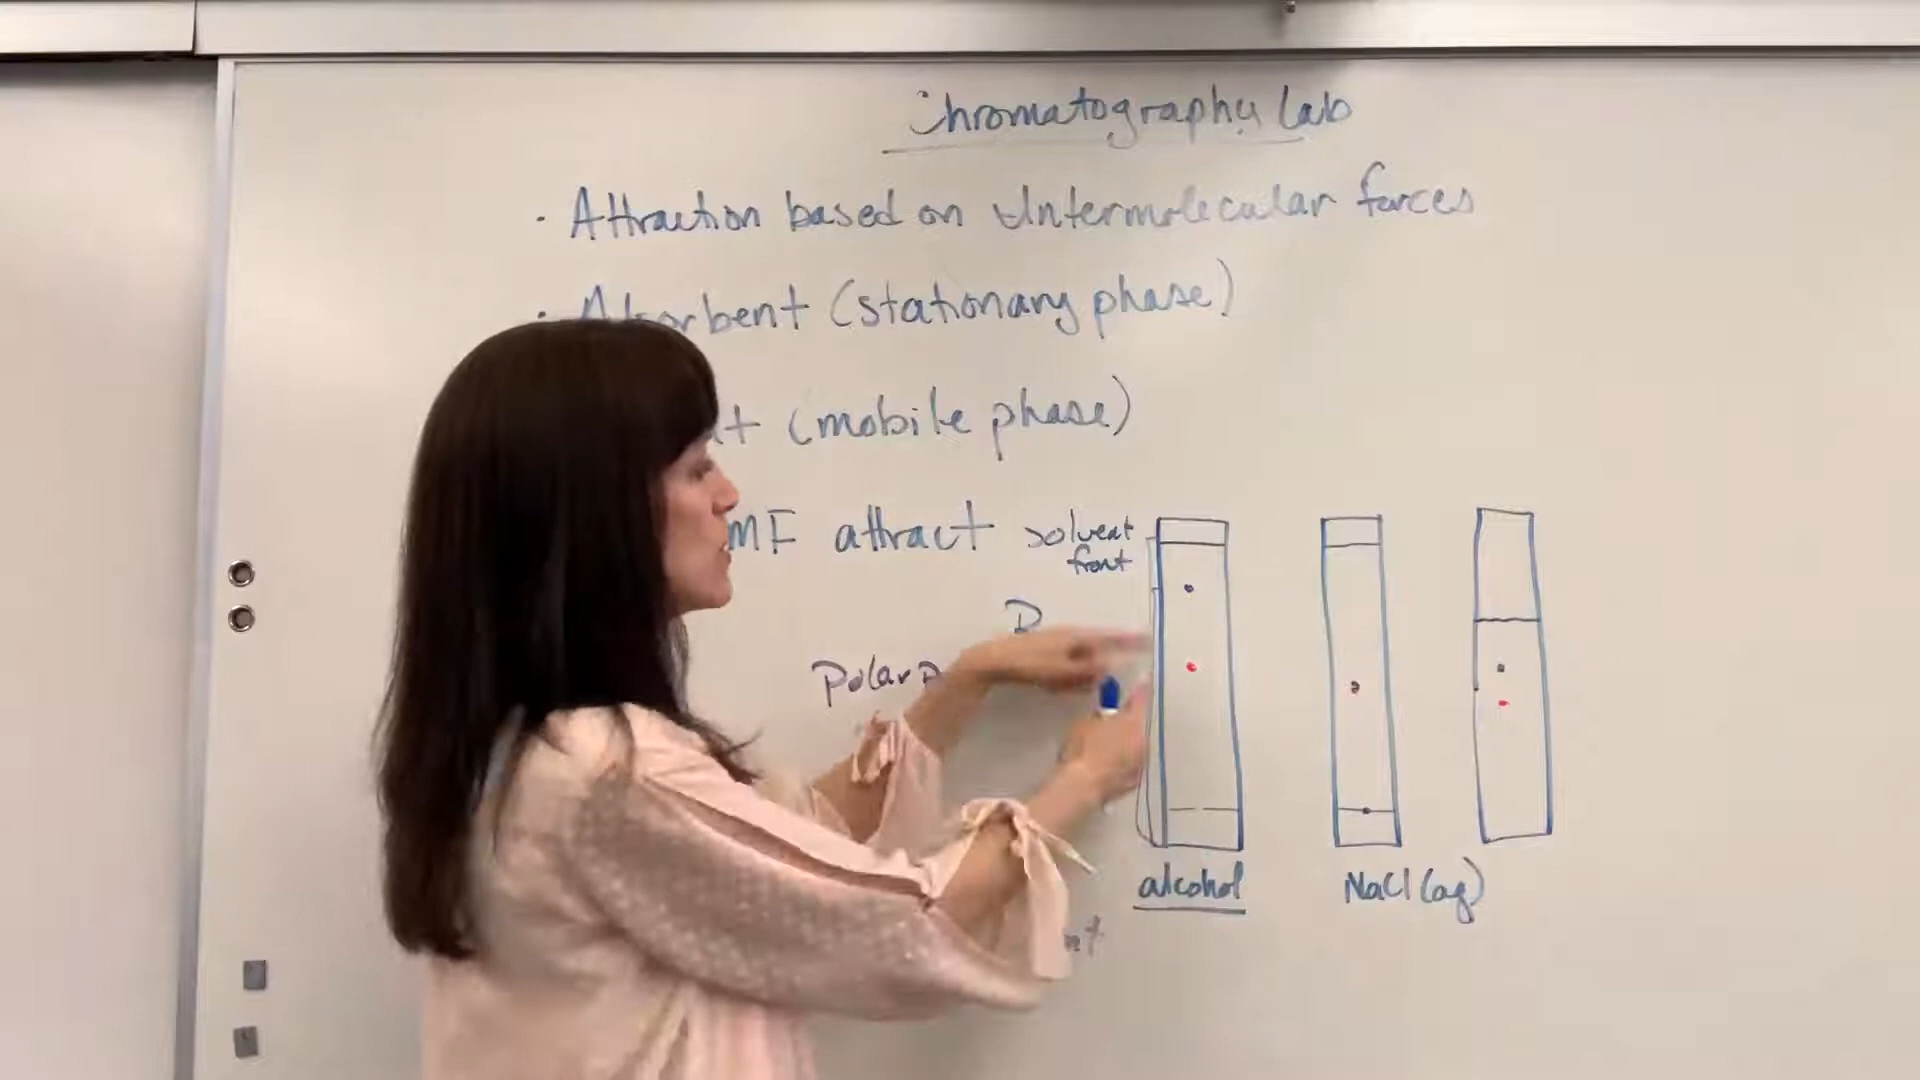 Chromatography Lab
· Attraction based on Intermolecular forces
· Adsorbent (stationary phase)
(mobile phase)
MF attract
solvent
front
Polar
alcohol
NaCl (aq)